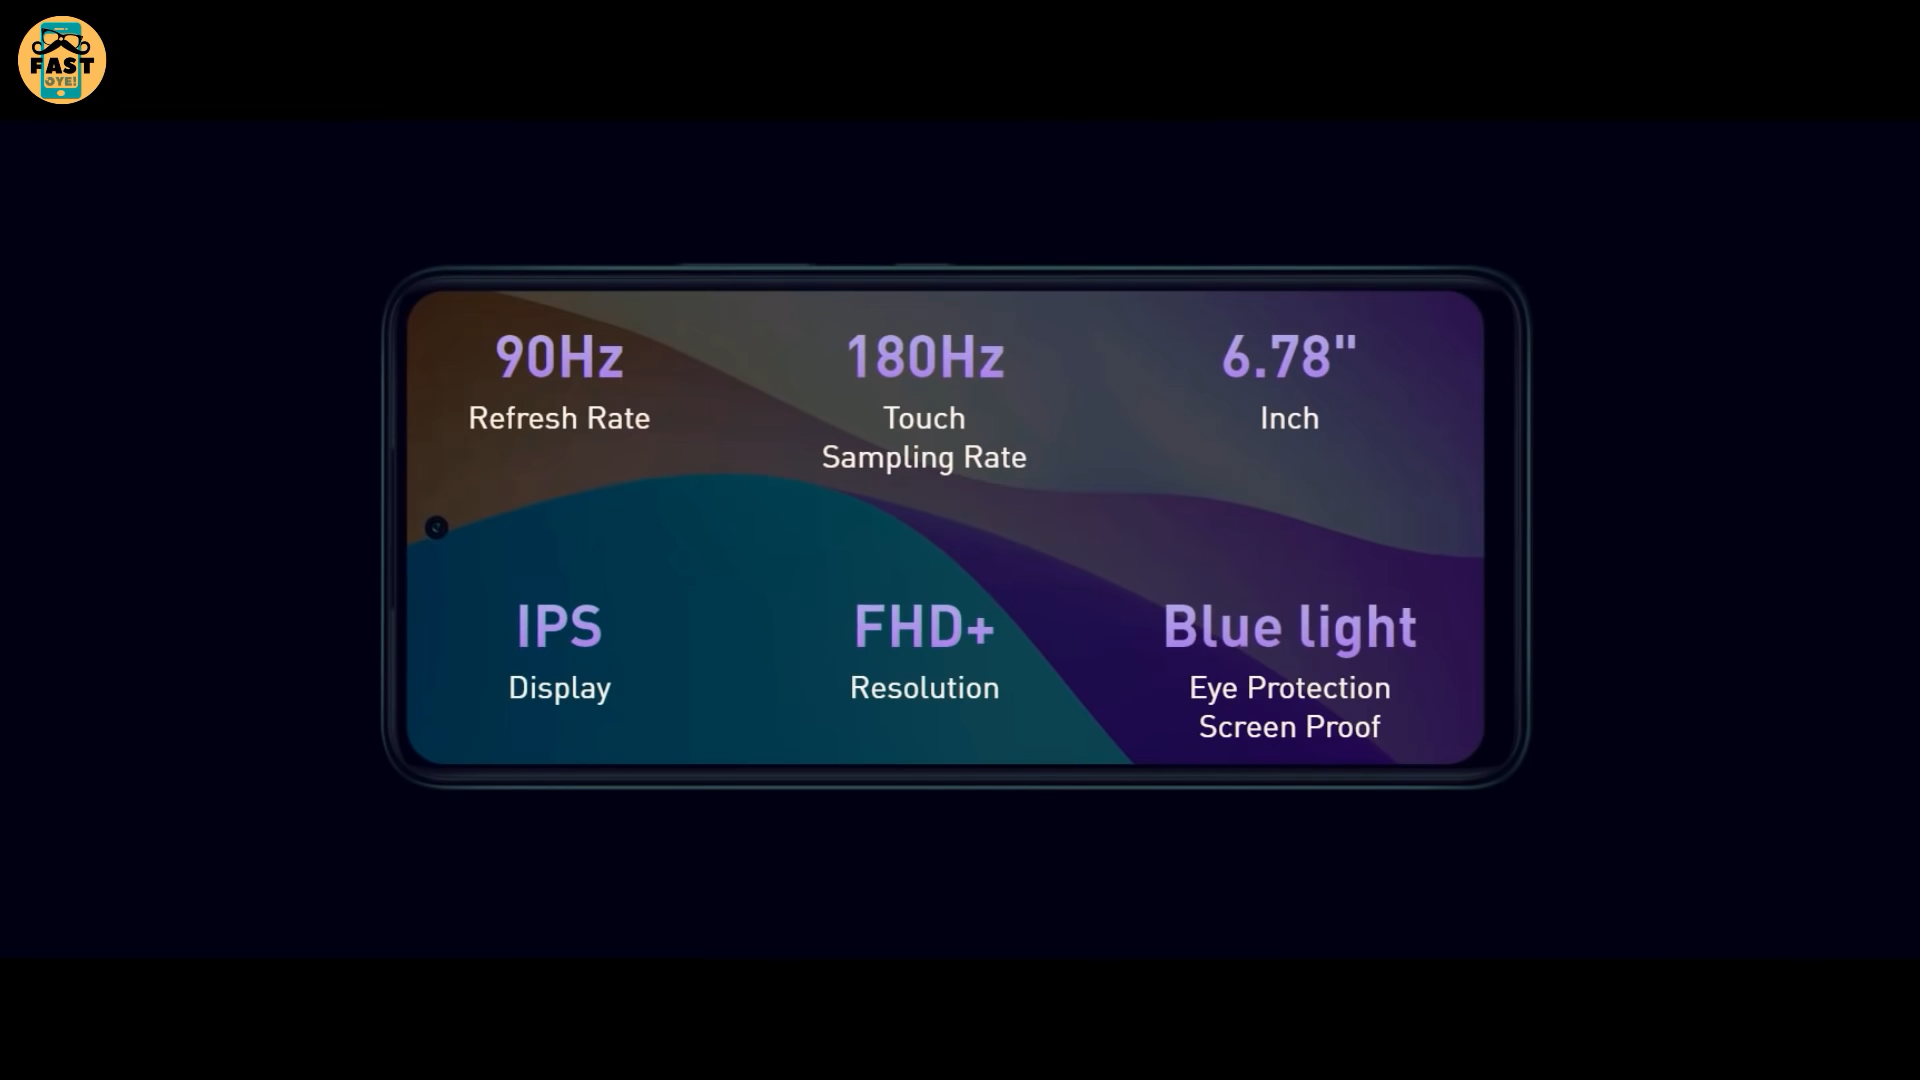 FAST
OYE!
90Hz
Refresh Rate
180Hz
Touch
Sampling Rate
6.78"
Inch
IPS
Display
FHD+
Resolution
Blue light
Eye Protection
Screen Proof